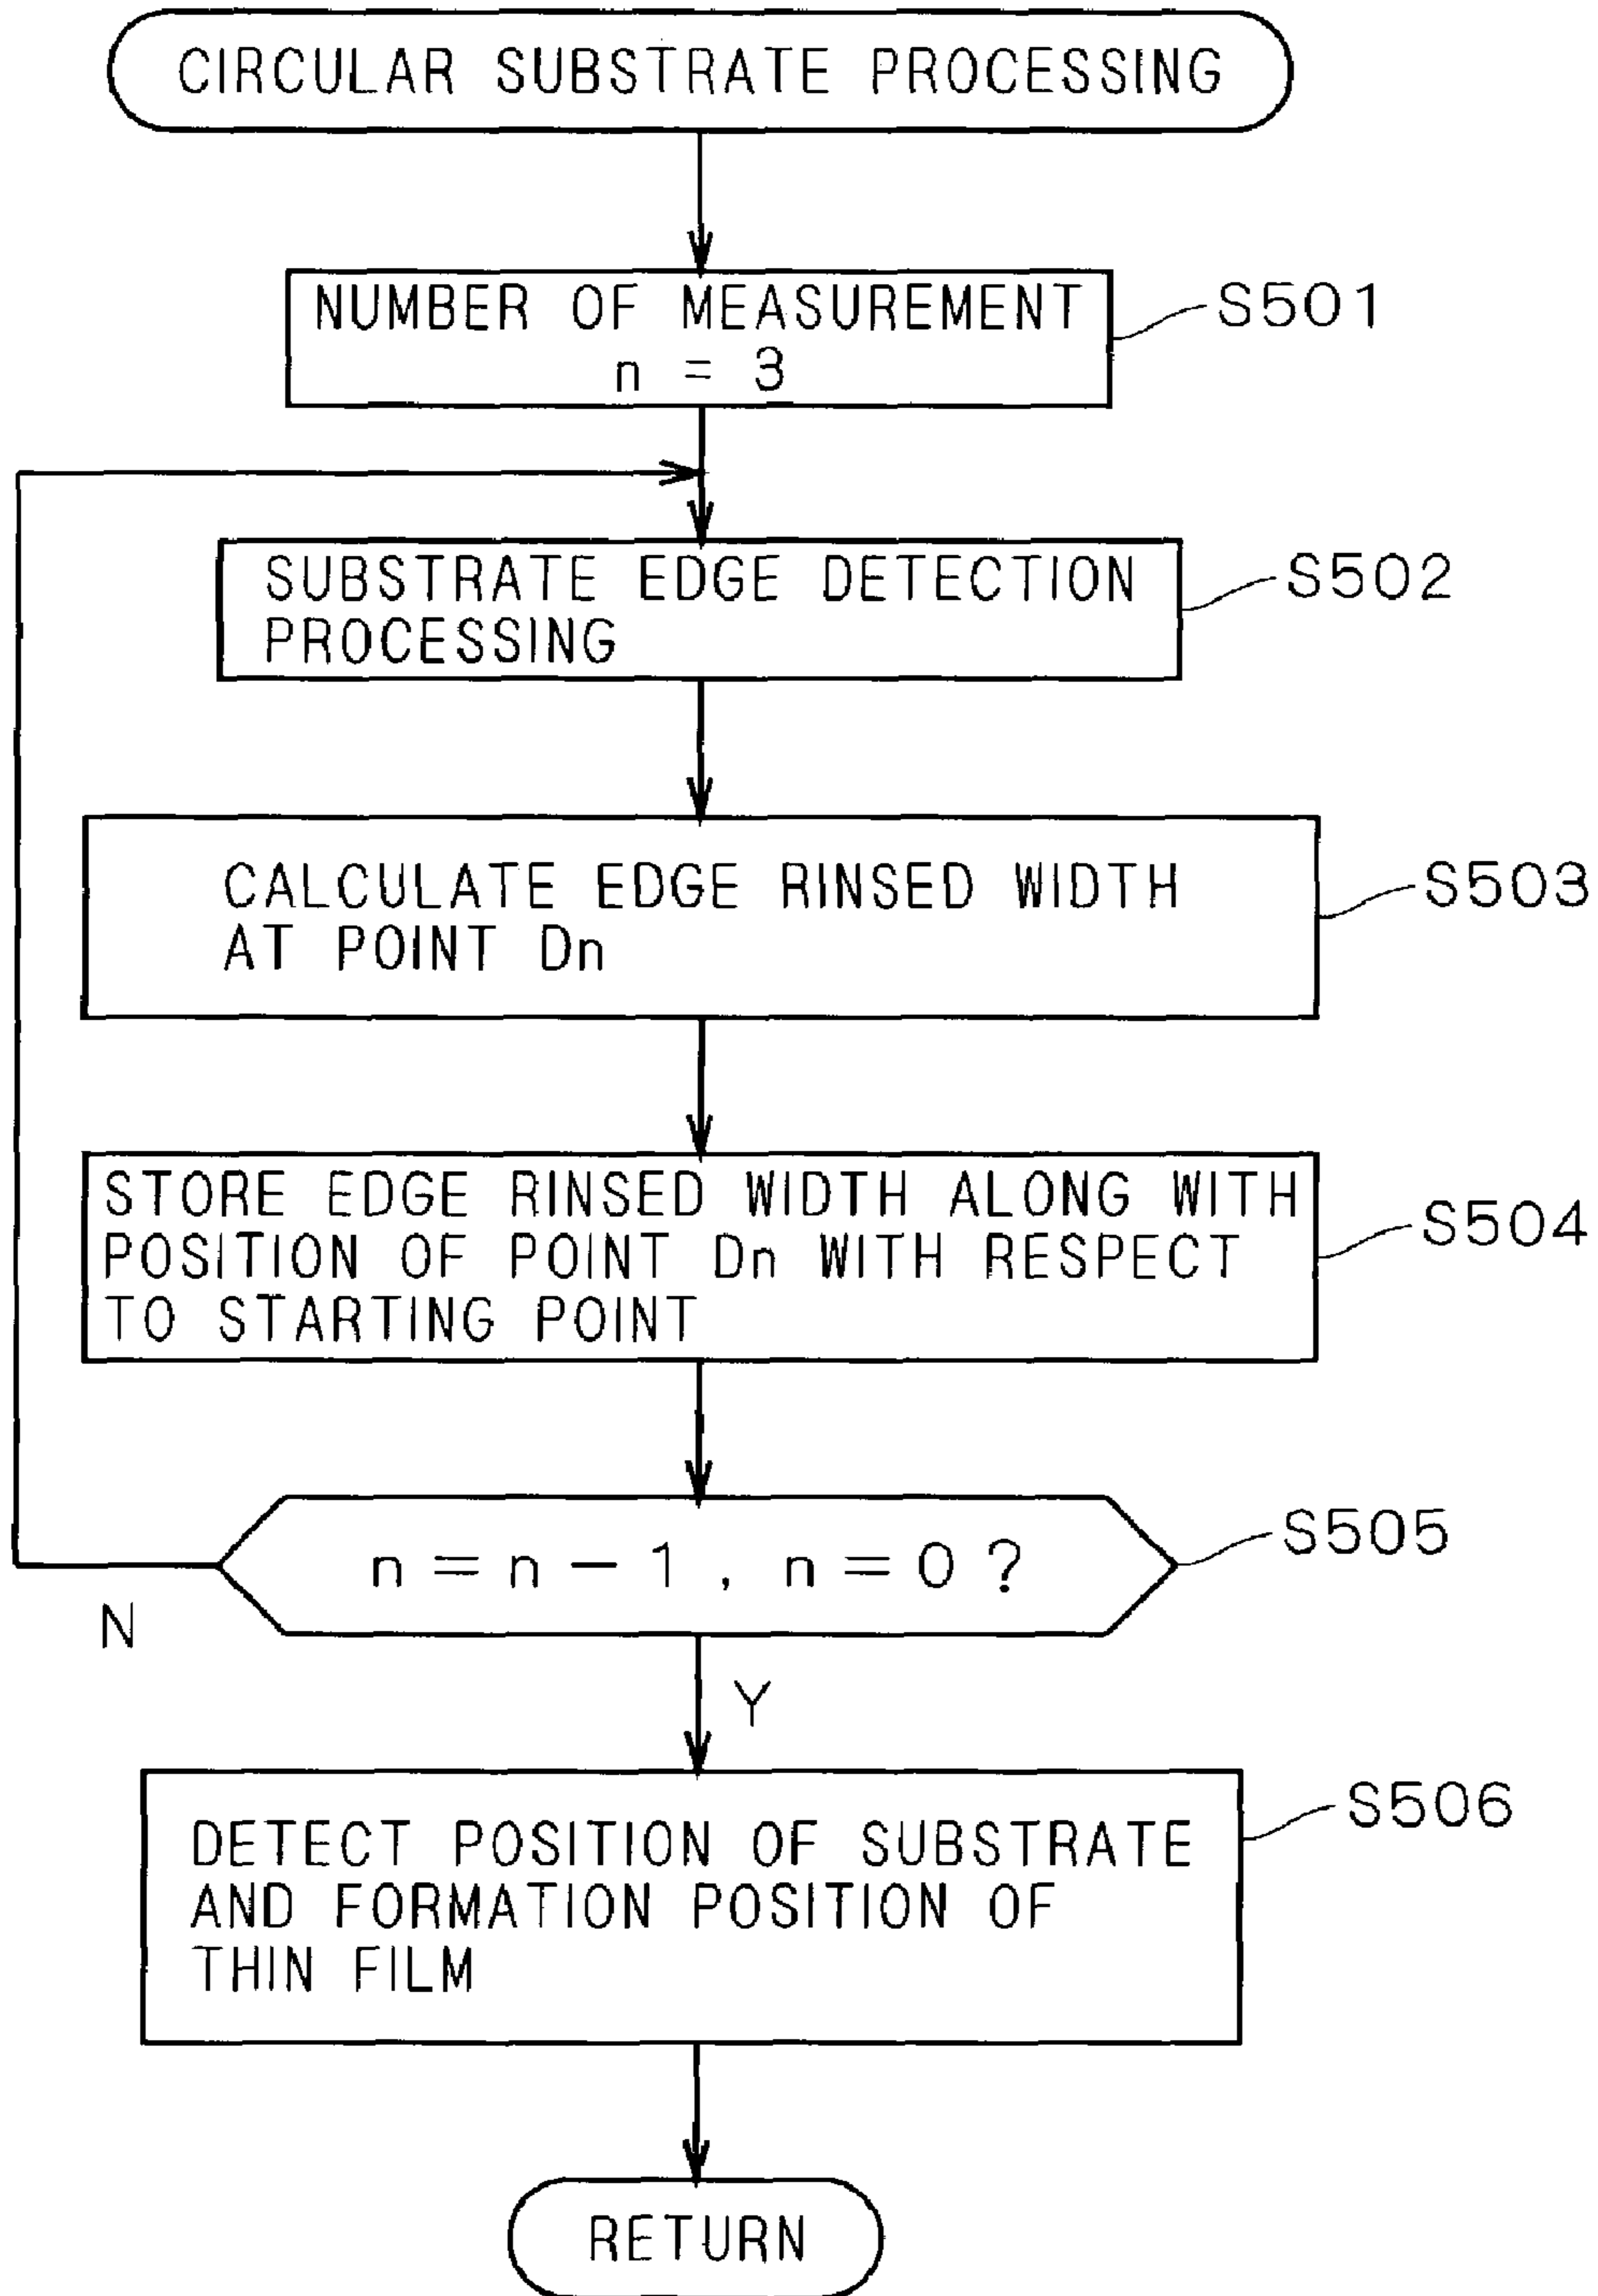 CIRCULAR SUBSTRATE PROCESSING
NUMBER OF MEASUREMENT
n = 3
S501
SUBSTRATE EDGE DETECTION
PROCESSING
S502
CALCULATE EDGE RINSED WIDTH
AT POINT Dn
S503
STORE EDGE RINSED WIDTH ALONG WITH
POSITION OF POINT Dn WITH RESPECT
TO STARTING POINT
S504
n = n - 1 , n = 0 ?
S505
N
Y
DETECT POSITION OF SUBSTRATE
AND FORMATION POSITION OF
THIN FILM
S506
RETURN